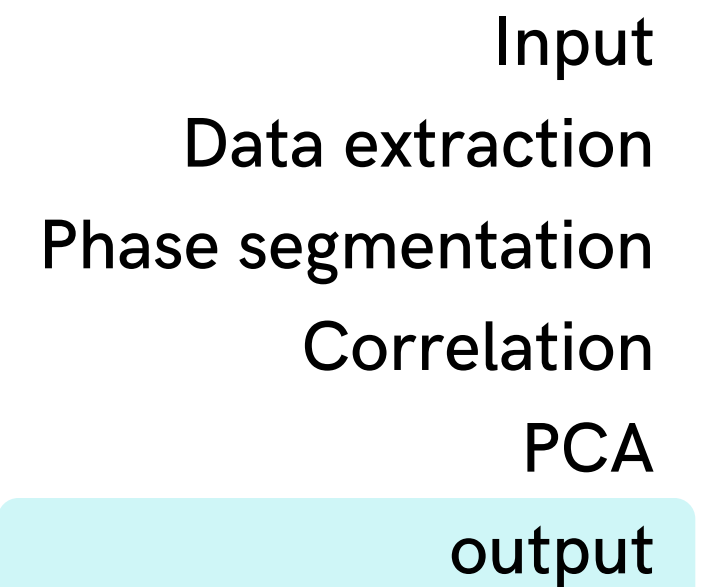 Input
Data extraction
Phase segmentation
Correlation
PCA
output